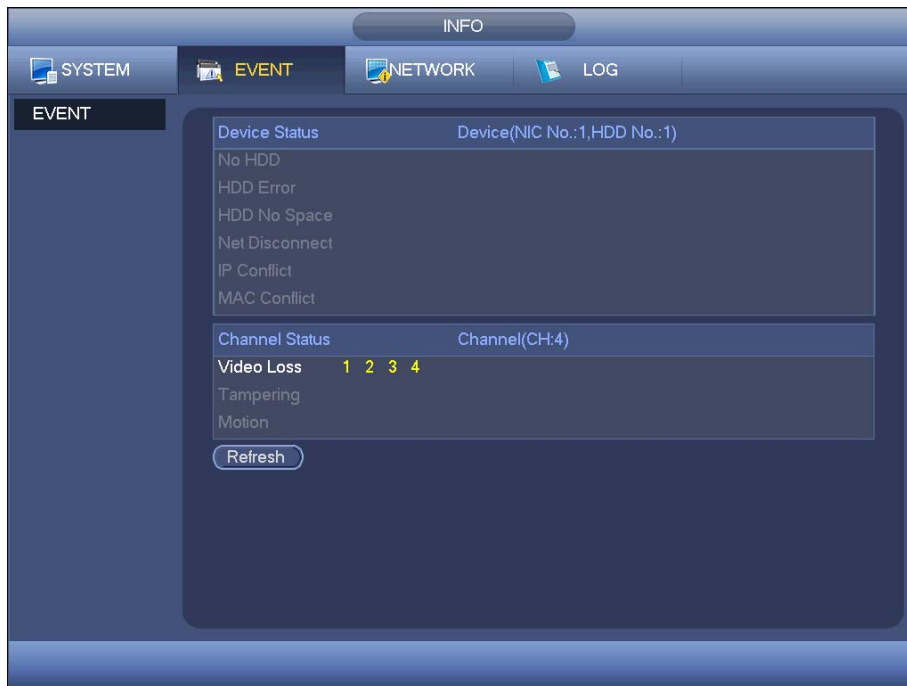 INFO
SYSTEM EVENT NETWORK LOG
EVENT
Device Status Device(NIC No.:1,HDD No.:1)
No HDD
HDD Error
HDD No Space
Net Disconnect
IP Conflict
MAC Conflict
Channel Status Channel(CH:4)
Video Loss 1 2 3 4
Tampering
Motion
Refresh